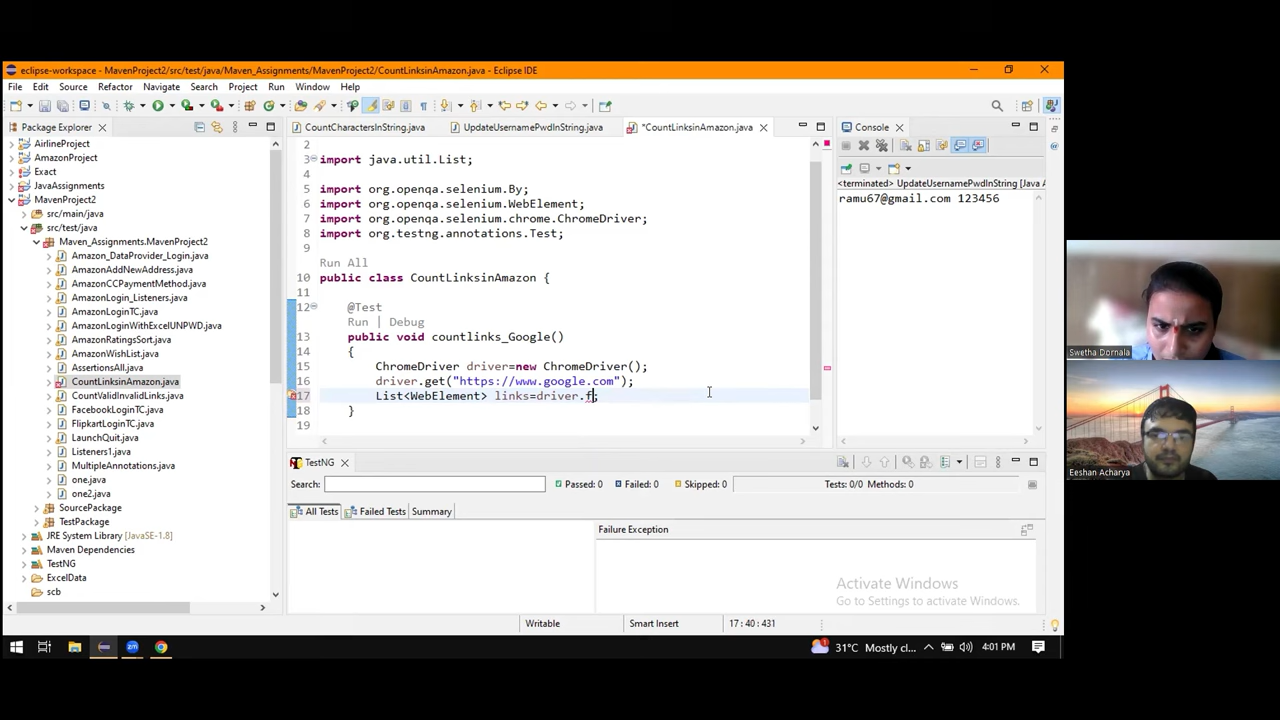 eclipse-workspace - MavenProject2/src/test/java/Maven_Assignments/MavenProject2/CountLinksinAmazon.java - Eclipse IDE
File Edit Source Refactor Navigate Search Project Run Window Help
Package Explorer
AirlineProject
AmazonProject
Exact
JavaAssignments
MavenProject2
src/main/java
src/test/java
Maven_Assignments.MavenProject2
Amazon_DataProvider_Login.java
AmazonAddNewAddress.java
AmazonCCPaymentMethod.java
AmazonLogin_Listeners.java
AmazonLoginTC.java
AmazonLoginWithExcelUNPWD.java
AmazonRatingsSort.java
AmazonWishList.java
AssertionsAll.java
CountLinksinAmazon.java
CountValidInvalidLinks.java
FacebookLoginTC.java
FlipkartLoginTC.java
LaunchQuit.java
Listeners1.java
MultipleAnnotations.java
one.java
one2.java
SourcePackage
TestPackage
JRE System Library [JavaSE-1.8]
Maven Dependencies
TestNG
ExcelData
scb
CountCharactersInString.java
UpdateUsernamePwdInString.java
*CountLinksinAmazon.java
2
3 import java.util.List;
4
5 import org.openqa.selenium.By;
6 import org.openqa.selenium.WebElement;
7 import org.openqa.selenium.chrome.ChromeDriver;
8 import org.testng.annotations.Test;
9
Run All
10 public class CountLinksinAmazon {
11
12 @Test
Run | Debug
13 public void countlinks_Google()
14 {
15 ChromeDriver driver=new ChromeDriver();
16 driver.get("https://www.google.com");
17 List<WebElement> links=driver.f;
18 }
19
Console
<terminated> UpdateUsernamePwdInString [Java A
ramu67@gmail.com 123456
TestNG
Search: Passed: 0 Failed: 0 Skipped: 0 Tests: 0/0 Methods: 0
All Tests Failed Tests Summary
Failure Exception
Activate Windows
Go to Settings to activate Windows.
Writable Smart Insert 17 : 40 : 431
31°C Mostly cl... 4:01 PM
Swetha Dornala
Eeshan Acharya